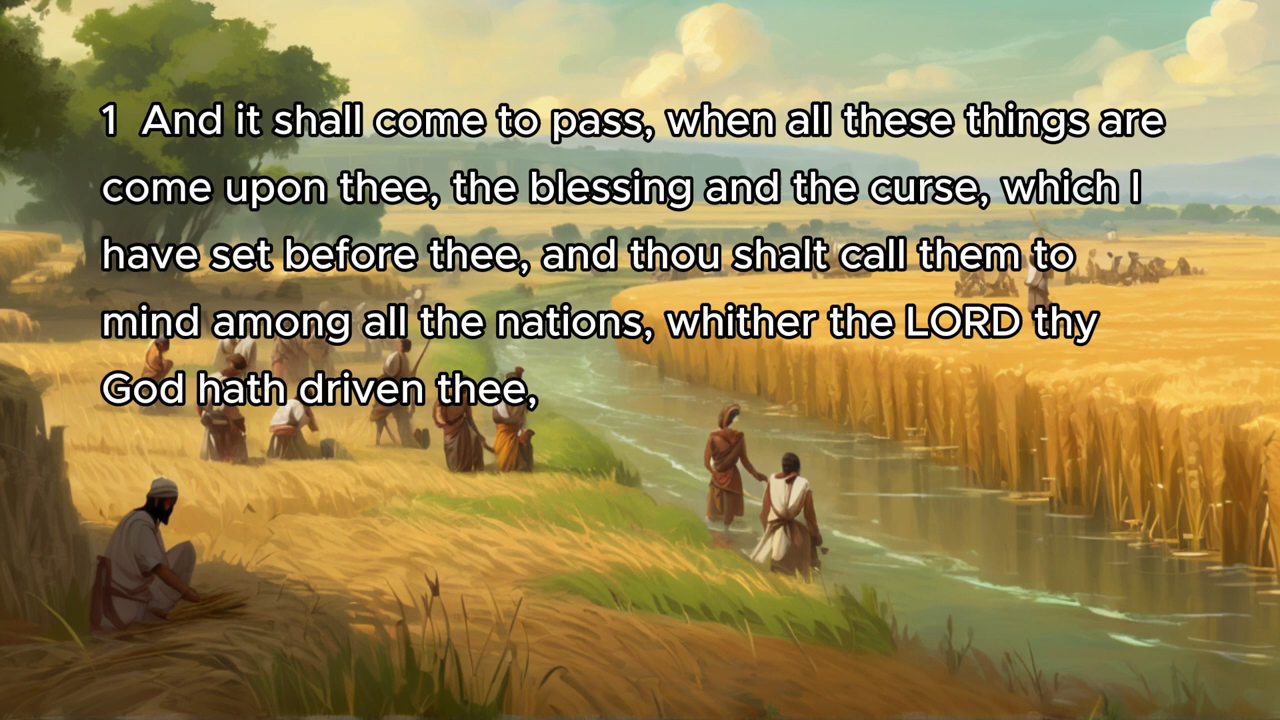 1 And it shall come to pass, when all these things are
come upon thee, the blessing and the curse, which I
have set before thee, and thou shalt call them to
mind among all the nations, whither the LORD thy
God hath driven thee,